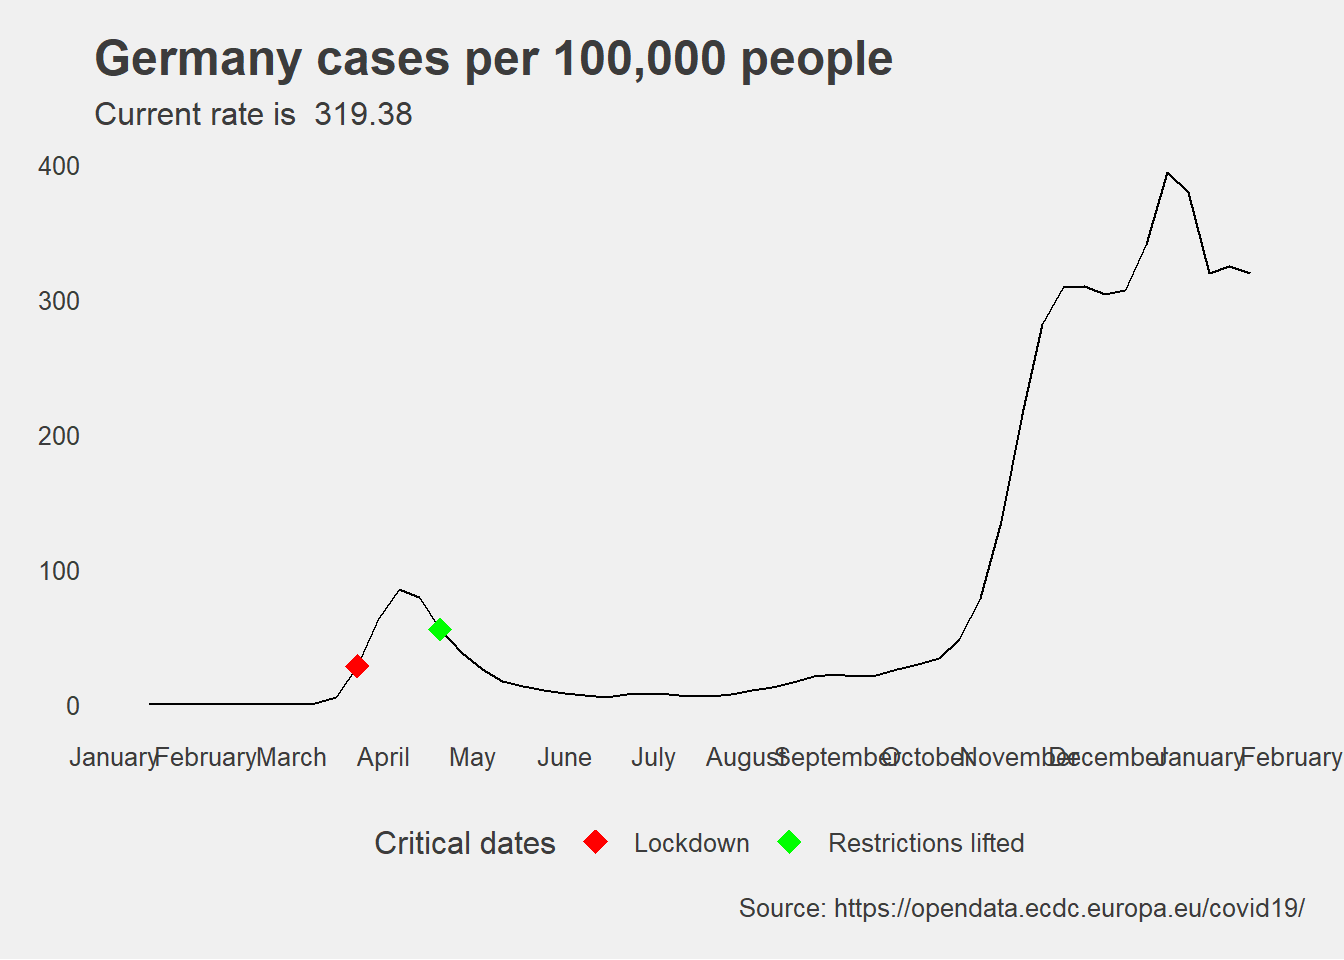 Germany cases per 100,000 people
Current rate is  319.38
400
300
200
100
0
January February March April May June July August September October November December January February
Critical dates Lockdown Restrictions lifted
Source: https://opendata.ecdc.europa.eu/covid19/